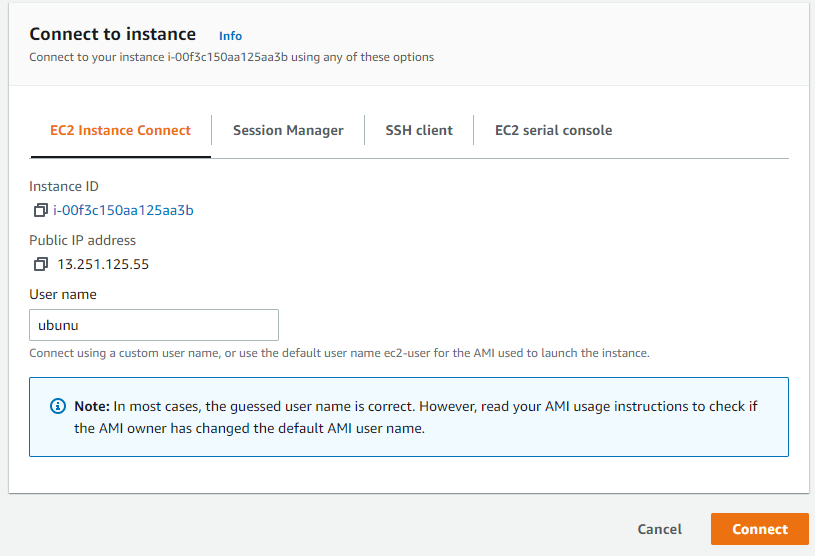 Connect to instance Info
Connect to your instance i-00f3c150aa125aa3b using any of these options
EC2 Instance Connect Session Manager SSH client EC2 serial console
Instance ID
i-00f3c150aa125aa3b
Public IP address
13.251.125.55
User name
ubunu
Connect using a custom user name, or use the default user name ec2-user for the AMI used to launch the instance.
Note: In most cases, the guessed user name is correct. However, read your AMI usage instructions to check if
the AMI owner has changed the default AMI user name.
Cancel Connect